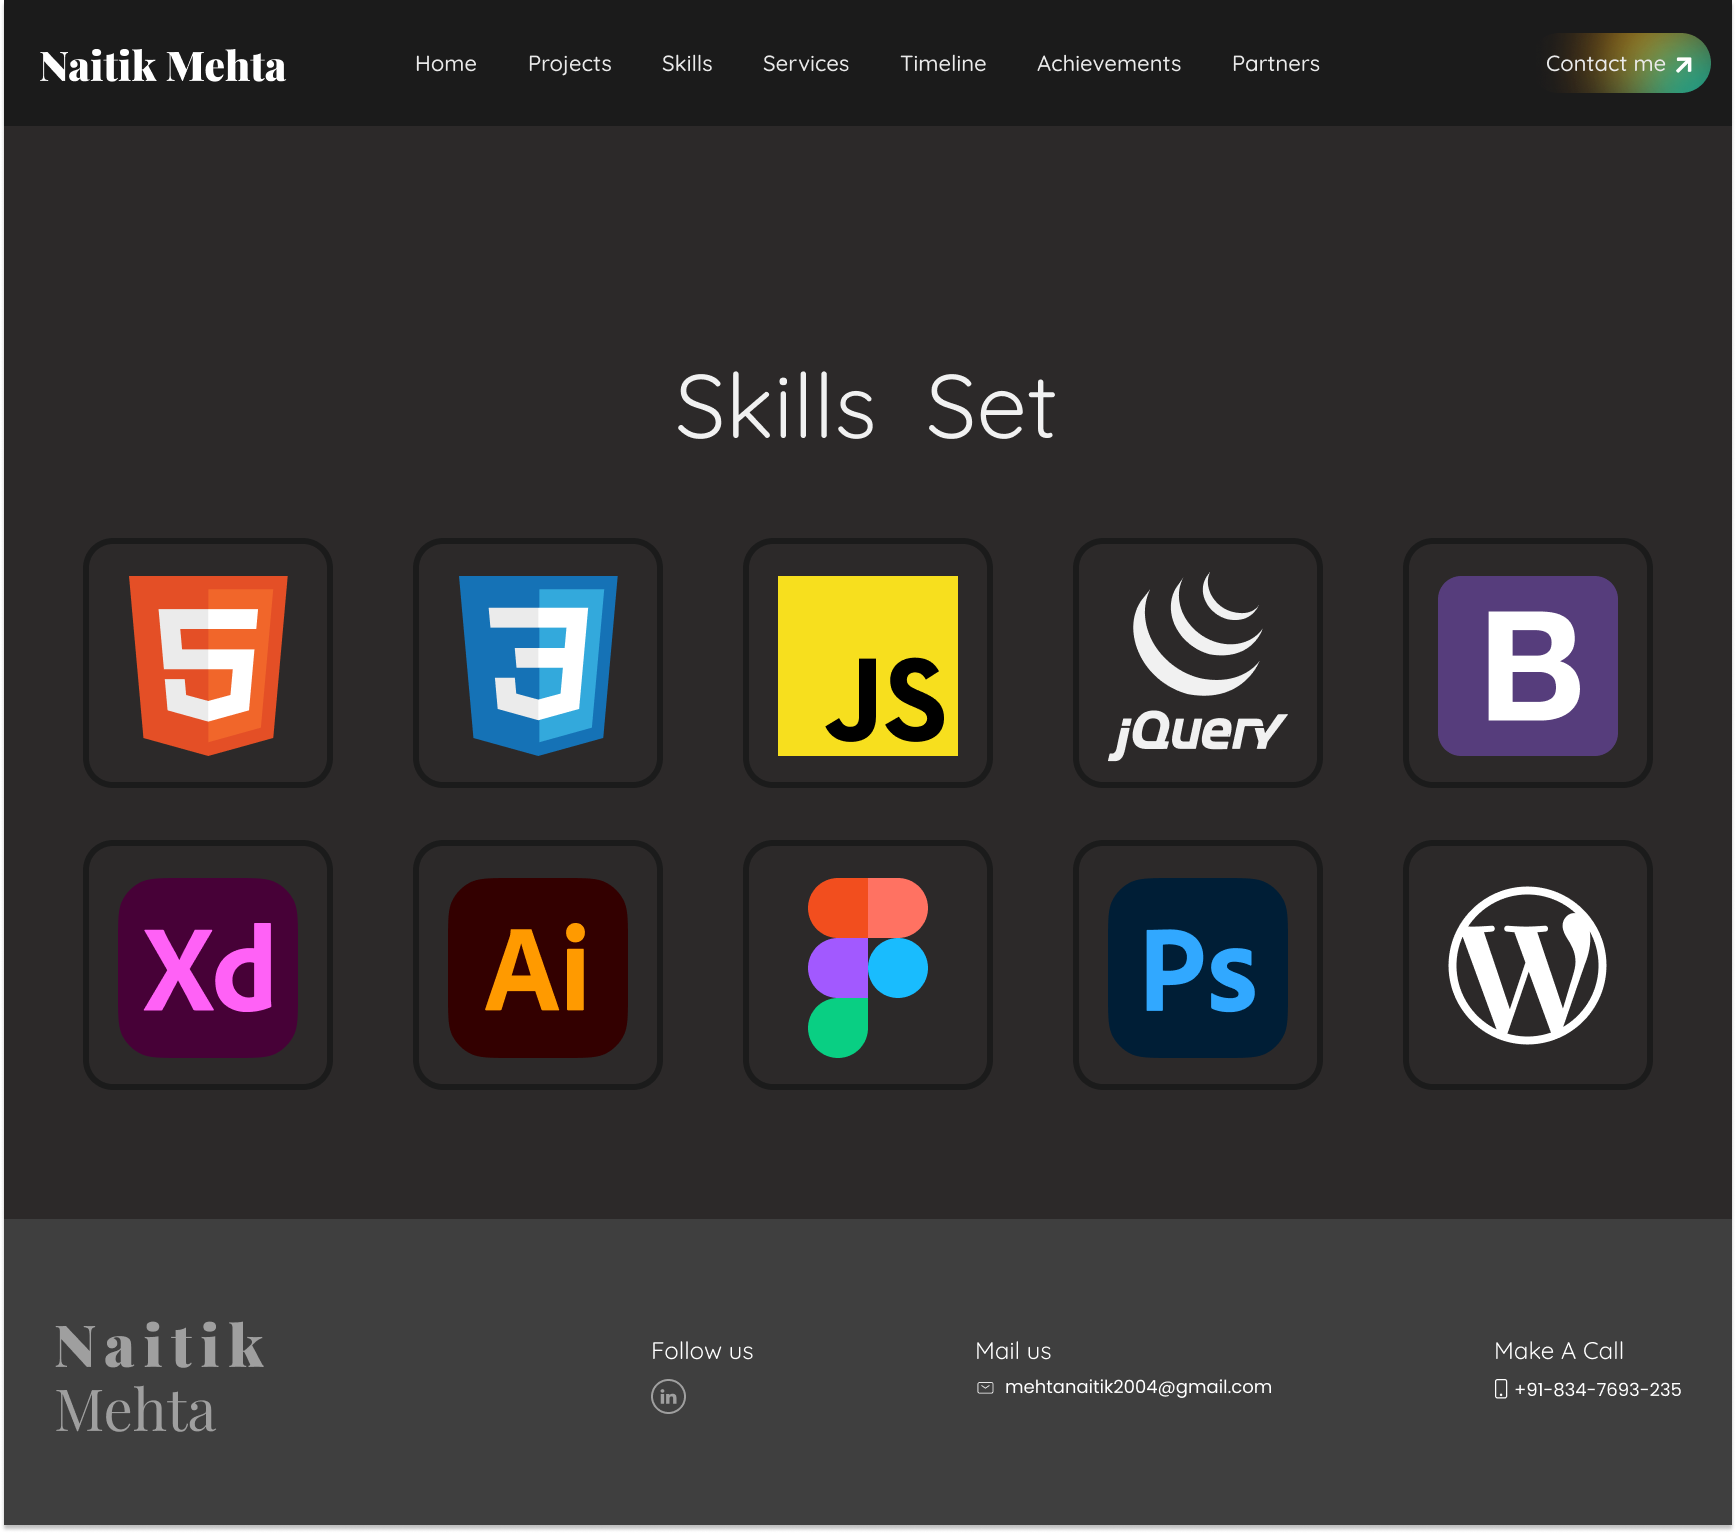 Naitik Mehta
Home
Projects
Skills
Services
Timeline
Achievements
Partners
Contact me
Skills Set
5
3
JS
jQuery
B
Xd
Ai
Ps
W
Naitik
Mehta
Follow us
in
Mail us
mehtanaitik2004@gmail.com
Make A Call
+91-834-7693-235